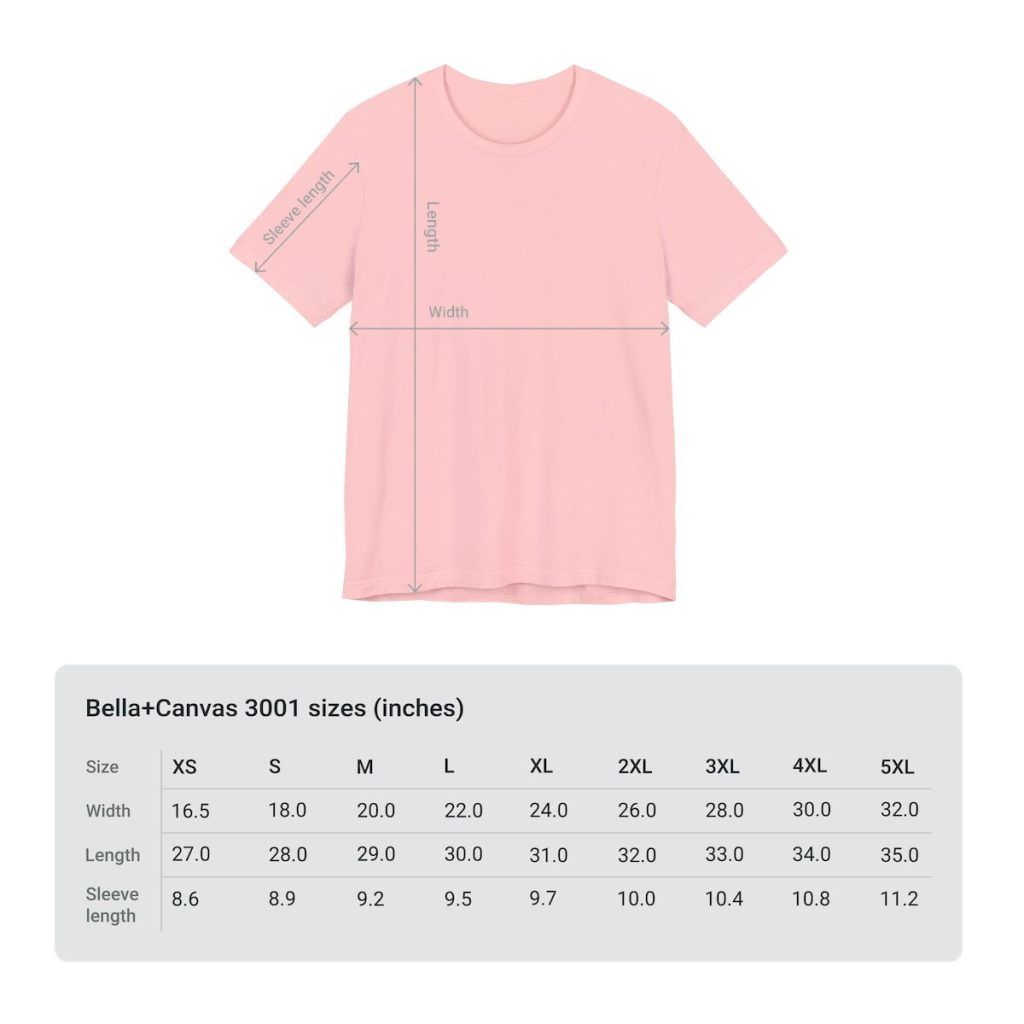 Sleeve length
Length
Width
Bella+Canvas 3001 sizes (inches)
Size XS S M L XL 2XL 3XL 4XL 5XL
Width 16.5 18.0 20.0 22.0 24.0 26.0 28.0 30.0 32.0
Length 27.0 28.0 29.0 30.0 31.0 32.0 33.0 34.0 35.0
Sleeve
length 8.6 8.9 9.2 9.5 9.7 10.0 10.4 10.8 11.2